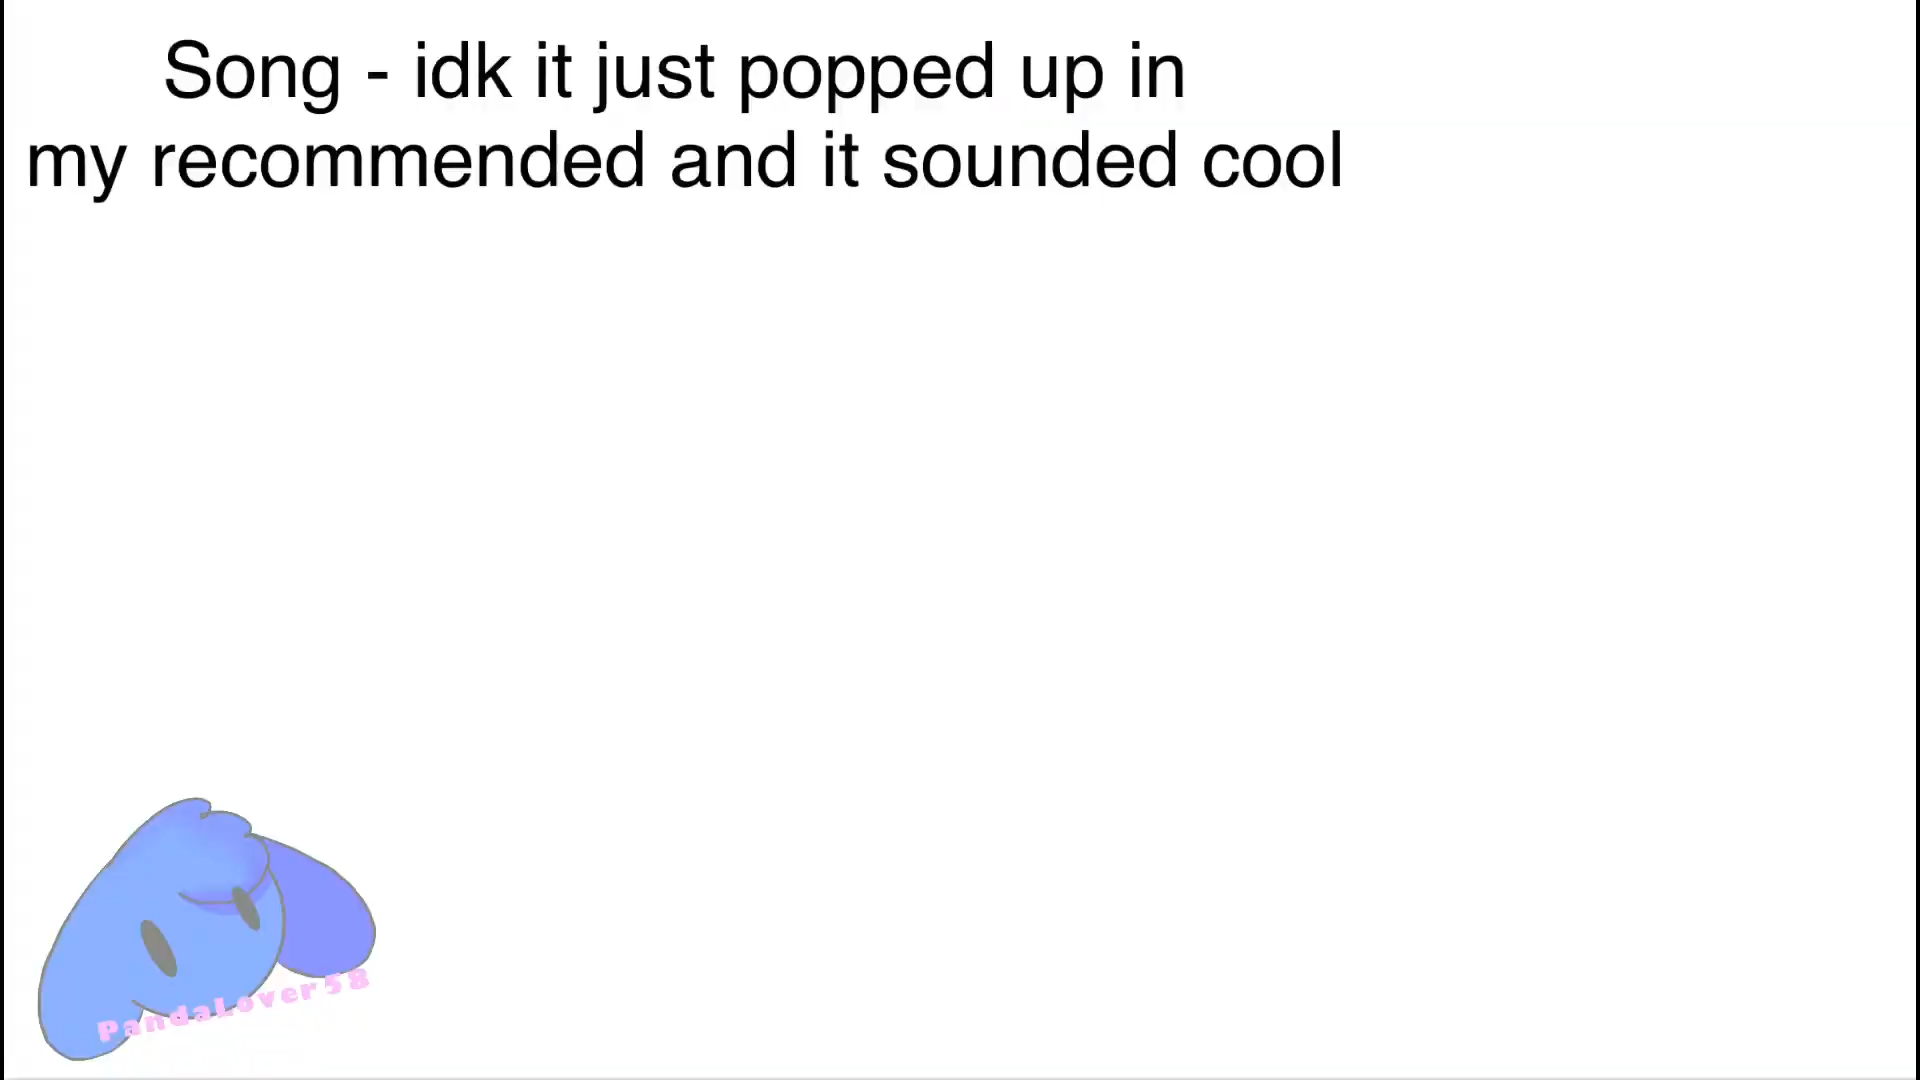 Song - idk it just popped up in
my recommended and it sounded cool
PandaLover58